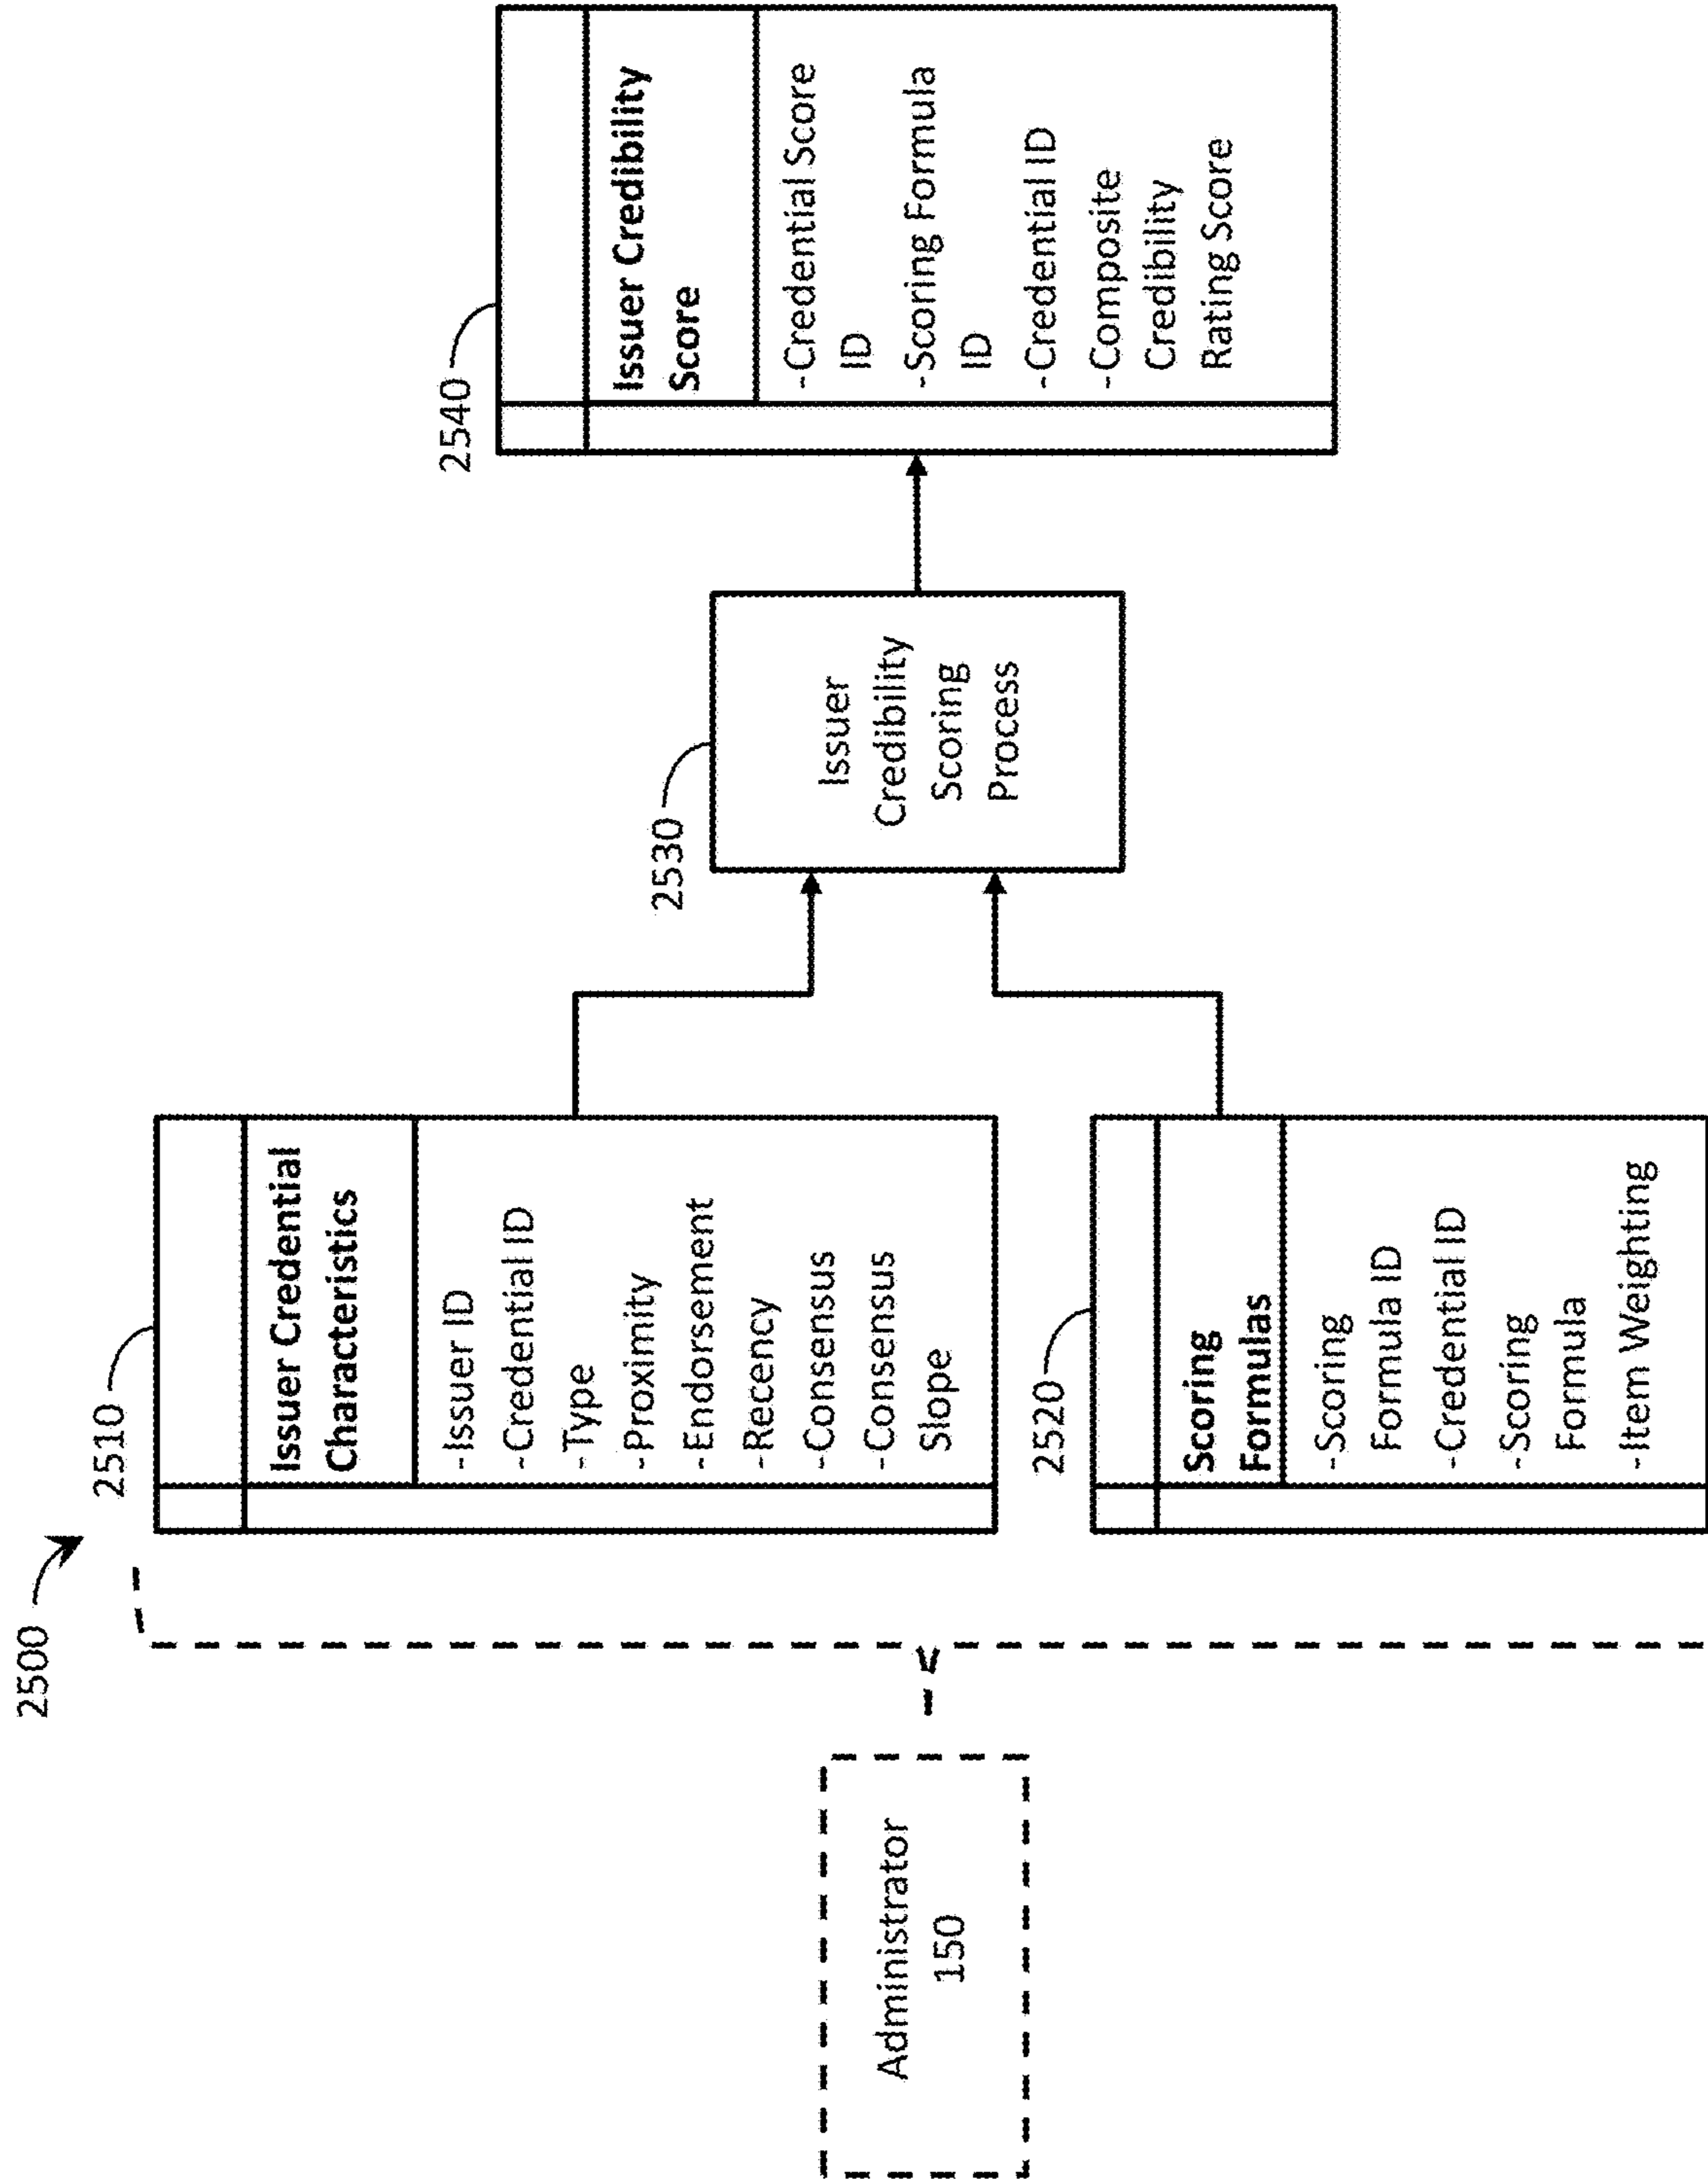 2500
Administrator
150
2510
Issuer Credential
Characteristics
-Issuer ID
-Credential ID
-Type
-Proximity
-Endorsement
-Recency
-Consensus
-Consensus
Slope
2520
Scoring
Formulas
-Scoring
Formula ID
-Credential ID
-Scoring
Formula
-Item Weighting
2530
Issuer
Credibility
Scoring
Process
2540
Issuer Credibility
Score
-Credential Score
ID
-Scoring Formula
ID
-Credential ID
-Composite
Credibility
Rating Score